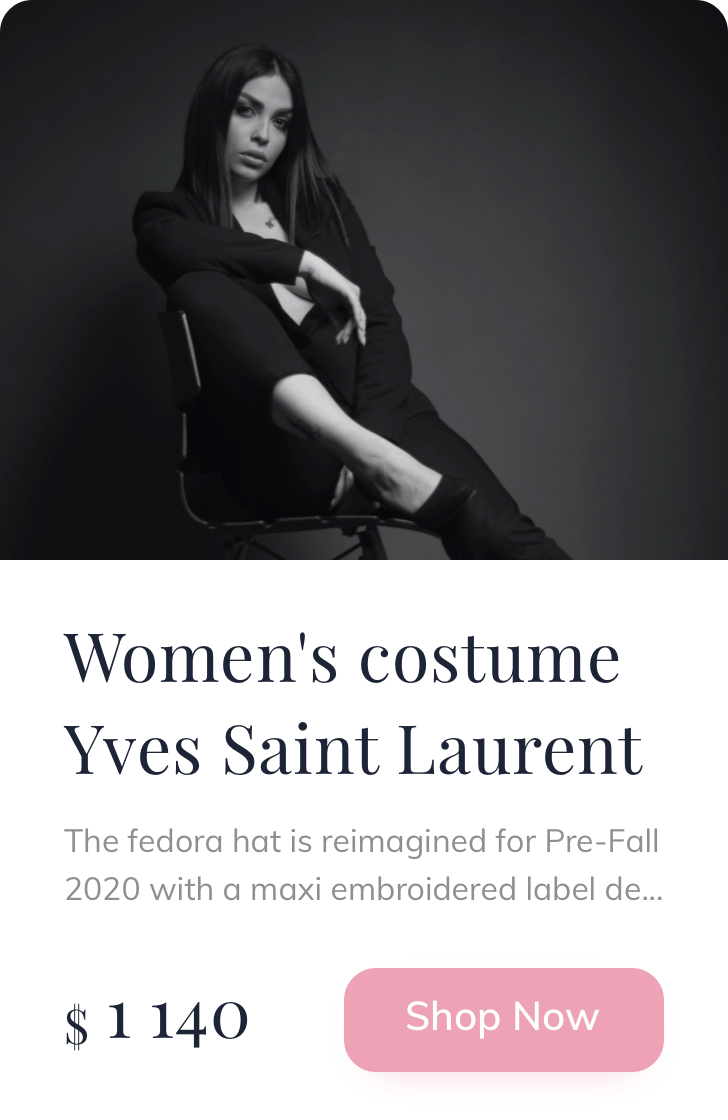 Women's costume
Yves Saint Laurent
The fedora hat is reimagined for Pre-Fall
2020 with a maxi embroidered label de...
$ 1 140
Shop Now